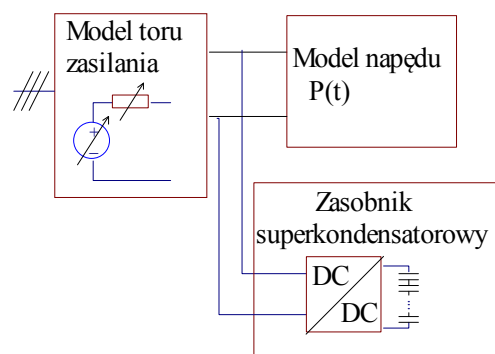 Model toru
zasilania
Model napędu
P(t)
Zasobnik
superkondensatorowy
DC
DC